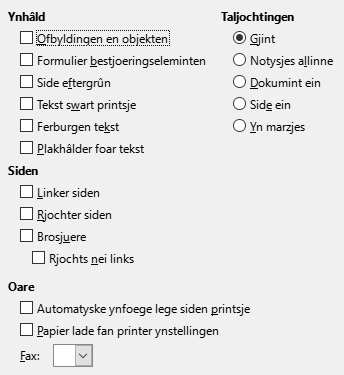 Ynhâld
Ofbyldingen en objekten
Formulier bestjoeringseleminten
Side eftergrûn
Tekst swart printsje
Ferburgen tekst
Plakhâlder foar tekst
Taljochtingen
Gjint
Notysjes allinne
Dokumint ein
Side ein
Yn marzjes
Siden
Linker siden
Rjochter siden
Brosjuere
Rjochts nei links
Oare
Automatyske ynfoege lege siden printsje
Papier lade fan printer ynstellingen
Fax: